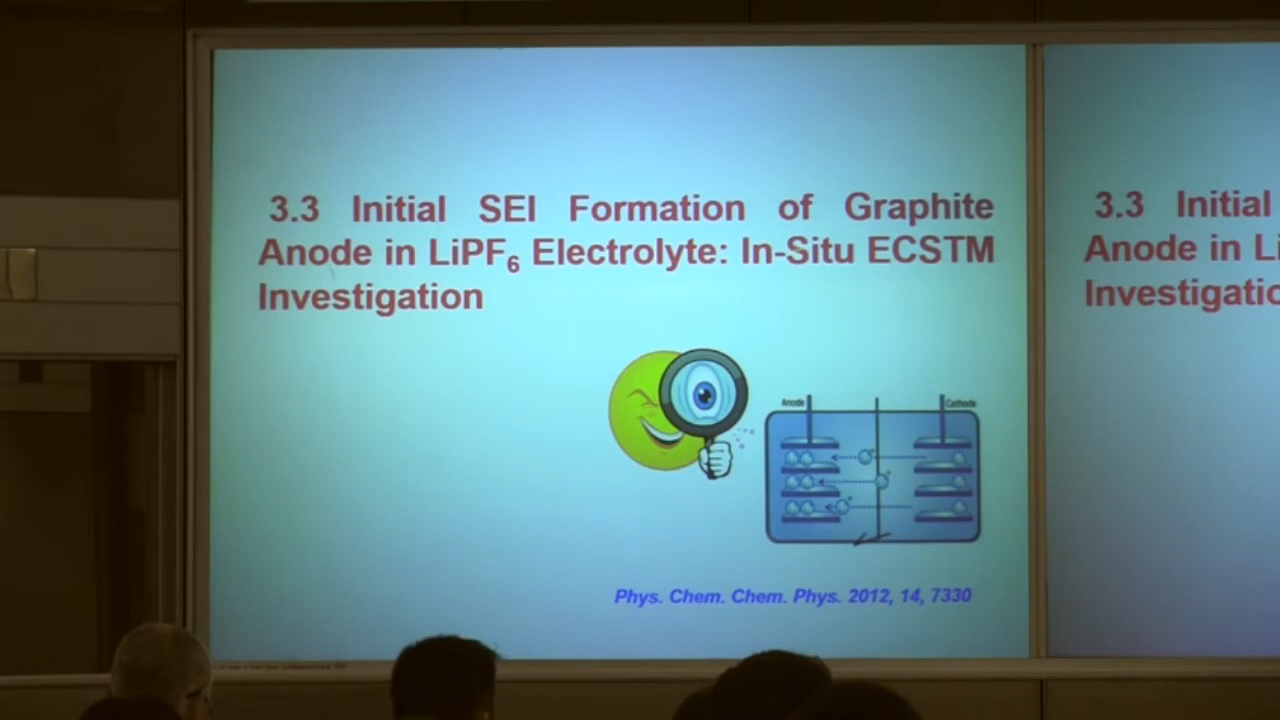 3.3 Initial SEI Formation of Graphite
Anode in LiPF₆ Electrolyte: In-Situ ECSTM
Investigation
Anode
Cathode
Phys. Chem. Chem. Phys. 2012, 14, 7330
3.3 Initial
Anode in Li
Investigatio